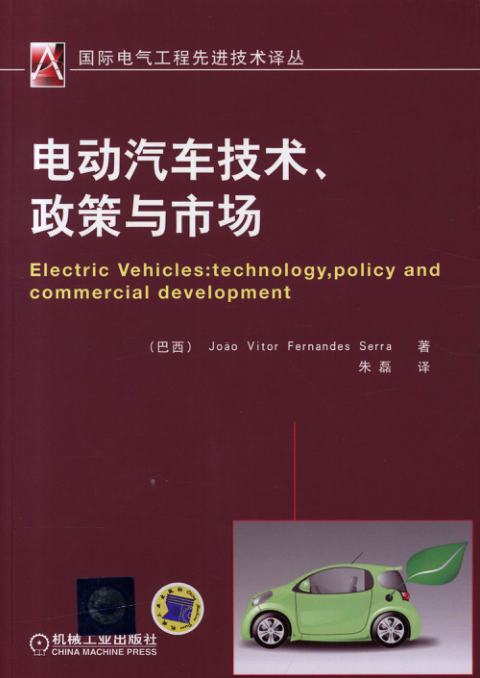 国际电气工程先进技术译丛
电动汽车技术、
政策与市场
Electric Vehicles:technology,policy and
commercial development
（巴西） João Vitor Fernandes Serra 著
朱磊 译
机械工业出版社
CHINA MACHINE PRESS